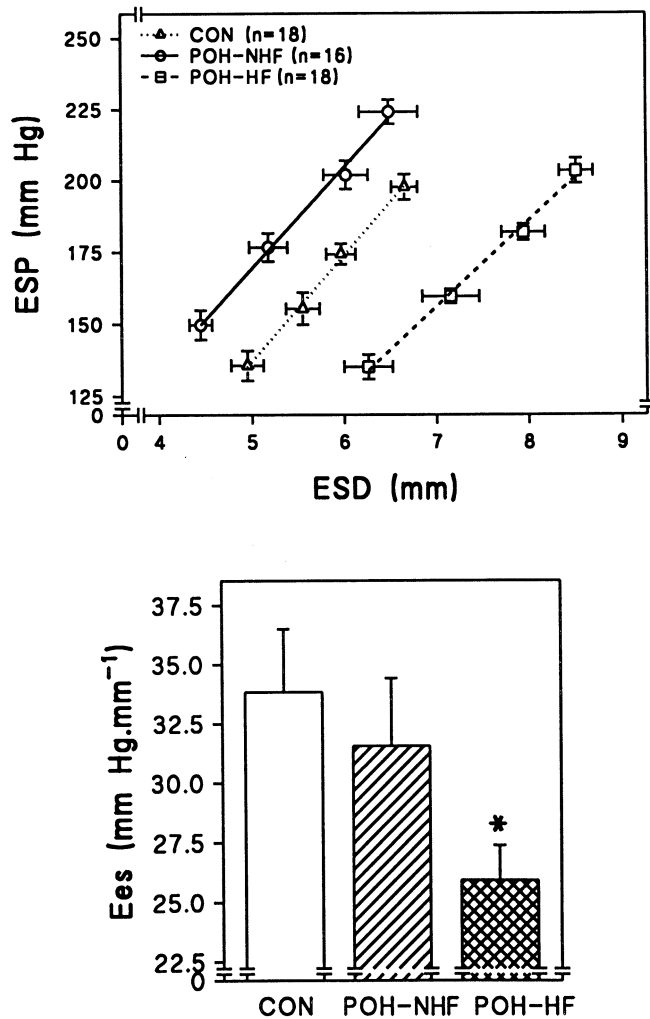 ESP (mm Hg)
250
225
200
175
150
125
0
CON (n=18)
POH-NHF (n=16)
POH-HF (n=18)
0 4 5 6 7 8 9
ESD (mm)
Ees (mm Hg.mm⁻¹)
37.5
35.0
32.5
30.0
27.5
25.0
22.5
0
*
CON POH-NHF POH-HF